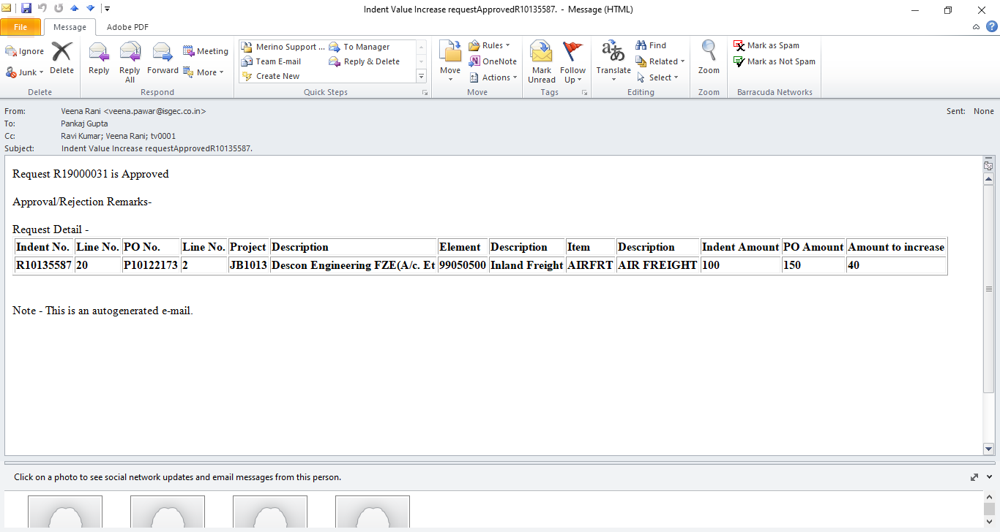 Indent Value Increase requestApprovedR10135587. - Message (HTML)
File Message Adobe PDF
Ignore
Junk
Delete
Delete
Reply
Reply All
Forward
Meeting
More
Respond
Merino Support ... To Manager
Team E-mail Reply & Delete
Create New
Quick Steps
Move
Rules
OneNote
Actions
Move
Mark Unread
Follow Up
Tags
Translate
Find
Related
Select
Editing
Zoom
Zoom
Mark as Spam
Mark as Not Spam
Barracuda Networks
From: Veena Rani <veena.pawar@isgec.co.in> Sent: None
To: Pankaj Gupta
Cc: Ravi Kumar; Veena Rani; tv0001
Subject: Indent Value Increase requestApprovedR10135587.
Request R19000031 is Approved
Approval/Rejection Remarks-
Request Detail -
Indent No. Line No. PO No. Line No. Project Description Element Description Item Description Indent Amount PO Amount Amount to increase
R10135587 20 P10122173 2 JB1013 Descon Engineering FZE(A/c. Et 99050500 Inland Freight AIRFRT AIR FREIGHT 100 150 40
Note - This is an autogenerated e-mail.
Click on a photo to see social network updates and email messages from this person.